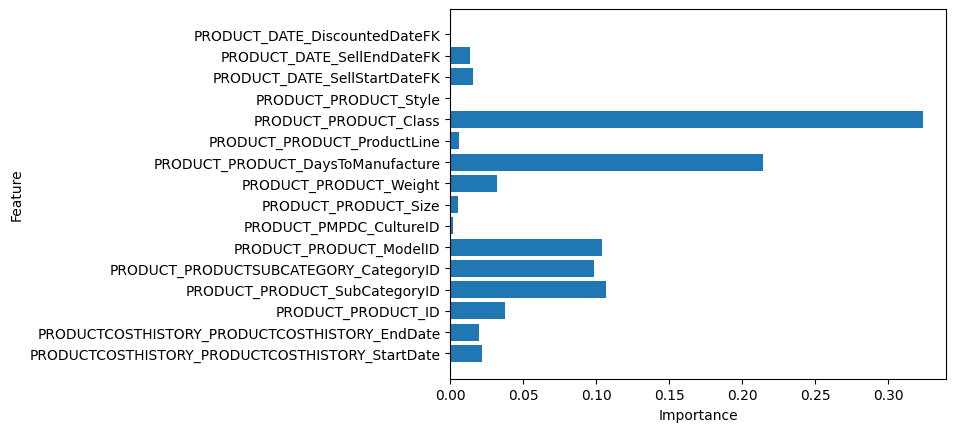 PRODUCT_DATE_DiscountedDateFK
PRODUCT_DATE_SellEndDateFK
PRODUCT_DATE_SellStartDateFK
PRODUCT_PRODUCT_Style
PRODUCT_PRODUCT_Class
PRODUCT_PRODUCT_ProductLine
PRODUCT_PRODUCT_DaysToManufacture
PRODUCT_PRODUCT_Weight
PRODUCT_PRODUCT_Size
PRODUCT_PMPDC_CultureID
PRODUCT_PRODUCT_ModelID
PRODUCT_PRODUCTSUBCATEGORY_CategoryID
PRODUCT_PRODUCT_SubCategoryID
PRODUCT_PRODUCT_ID
PRODUCTCOSTHISTORY_PRODUCTCOSTHISTORY_EndDate
PRODUCTCOSTHISTORY_PRODUCTCOSTHISTORY_StartDate
Feature
0.00 0.05 0.10 0.15 0.20 0.25 0.30
Importance